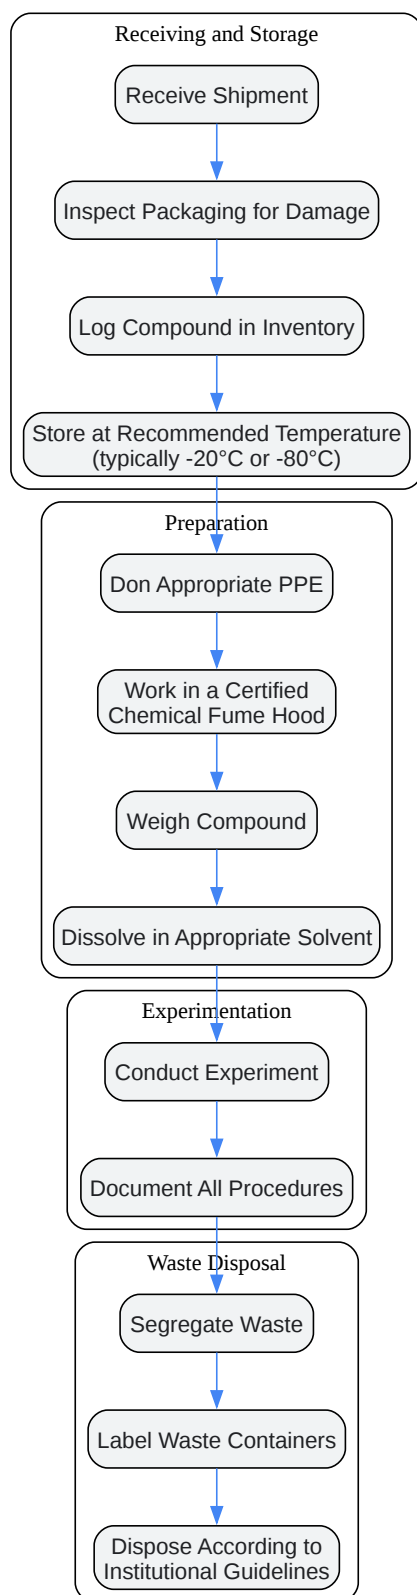 Receiving and Storage
Receive Shipment
Inspect Packaging for Damage
Log Compound in Inventory
Store at Recommended Temperature
(typically -20°C or -80°C)
Preparation
Don Appropriate PPE
Work in a Certified
Chemical Fume Hood
Weigh Compound
Dissolve in Appropriate Solvent
Experimentation
Conduct Experiment
Document All Procedures
Waste Disposal
Segregate Waste
Label Waste Containers
Dispose According to
Institutional Guidelines